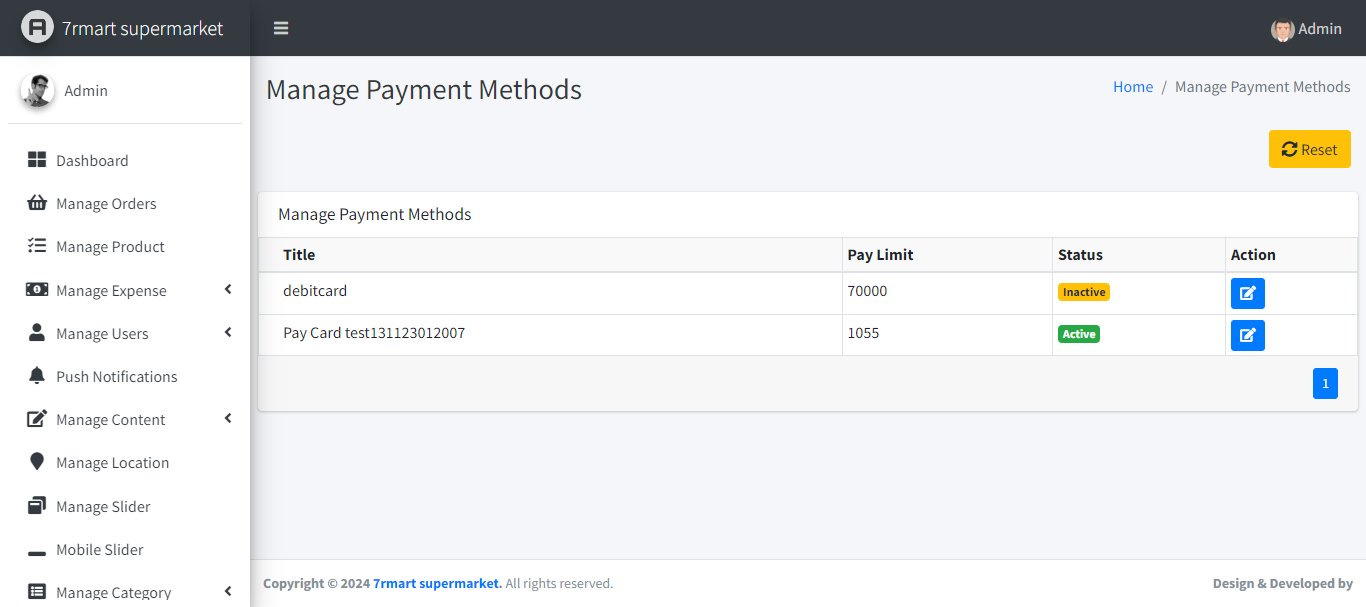 7rmart supermarket
Admin
Admin
Manage Payment Methods
Home / Manage Payment Methods
Reset
Dashboard
Manage Orders
Manage Product
Manage Expense
Manage Users
Push Notifications
Manage Content
Manage Location
Manage Slider
Mobile Slider
Manage Category
Manage Payment Methods
Title Pay Limit Status Action
debitcard 70000 Inactive
Pay Card test131123012007 1055 Active
1
Copyright © 2024 7rmart supermarket. All rights reserved.
Design & Developed by